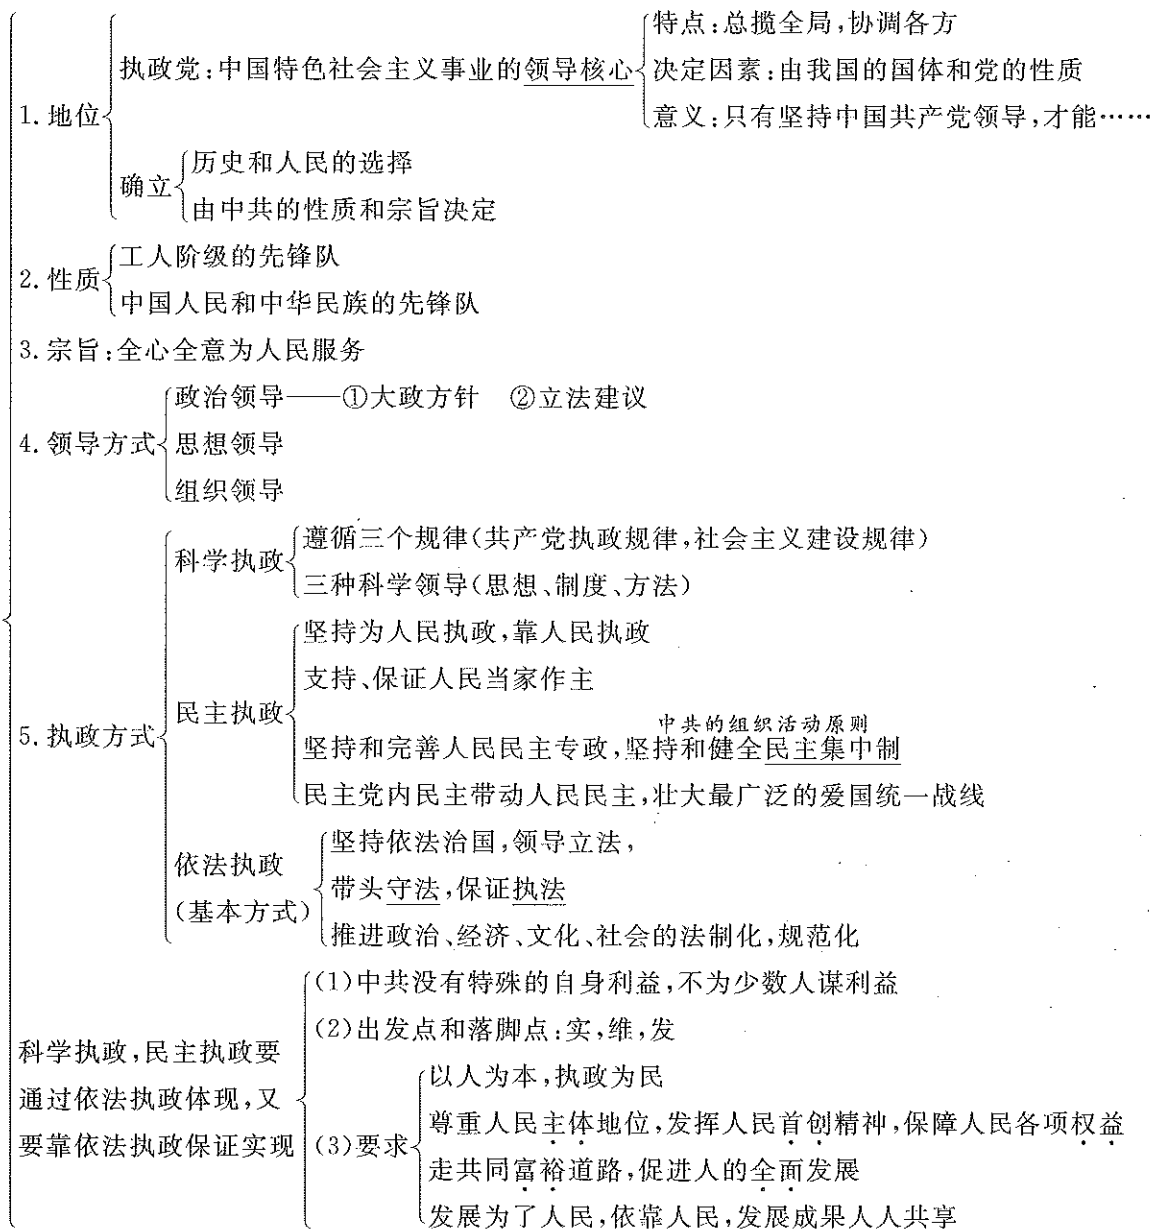 特点:总揽全局,协调各方
执政党:中国特色社会主义事业的领导核心
决定因素:由我国的国体和党的性质
意义:只有坚持中国共产党领导,才能……
1. 地位
历史和人民的选择
确立
由中共的性质和宗旨决定
工人阶级的先锋队
2. 性质
中国人民和中华民族的先锋队
3. 宗旨:全心全意为人民服务
政治领导——①大政方针 ②立法建议
4. 领导方式
思想领导
组织领导
遵循三个规律(共产党执政规律,社会主义建设规律)
科学执政
三种科学领导(思想、制度、方法)
坚持为人民执政,靠人民执政
支持、保证人民当家作主
民主执政
5. 执政方式
中共的组织活动原则
坚持和完善人民民主专政,坚持和健全民主集中制
民主党内民主带动人民民主,壮大最广泛的爱国统一战线
坚持依法治国,领导立法,
依法执政
(基本方式)
带头守法,保证执法
推进政治、经济、文化、社会的法制化,规范化
(1)中共没有特殊的自身利益,不为少数人谋利益
(2)出发点和落脚点:实,维,发
科学执政,民主执政要
通过依法执政体现,又
要靠依法执政保证实现
(3)要求
以人为本,执政为民
尊重人民主体地位,发挥人民首创精神,保障人民各项权益
走共同富裕道路,促进人的全面发展
发展为了人民,依靠人民,发展成果人人共享